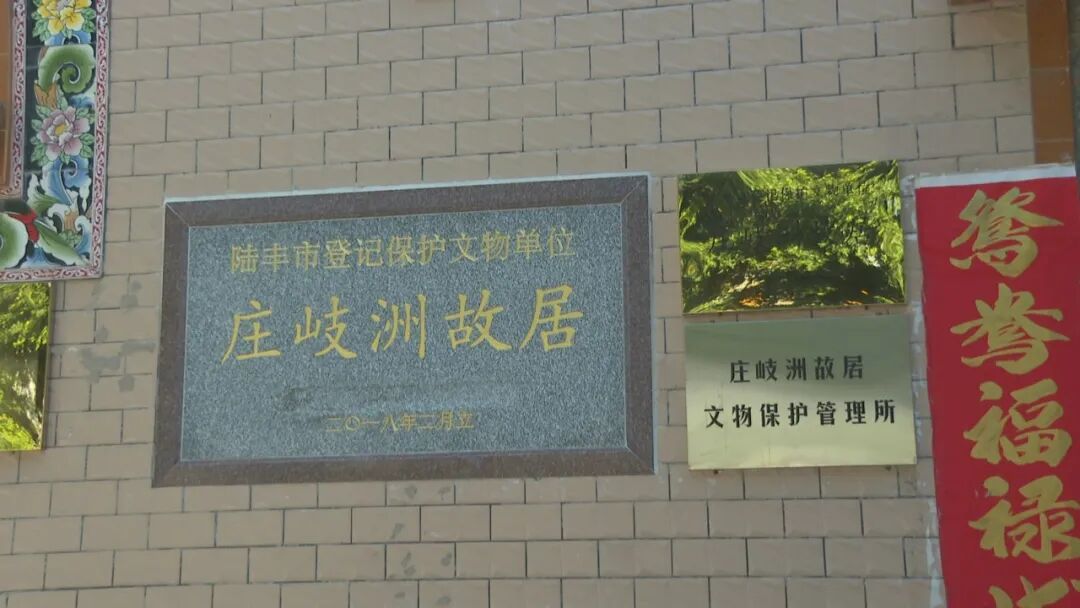 陆丰市登记保护文物单位
庄岐洲故居
二〇一八年二月立
庄岐洲故居
文物保护管理所
鸳鸯福禄